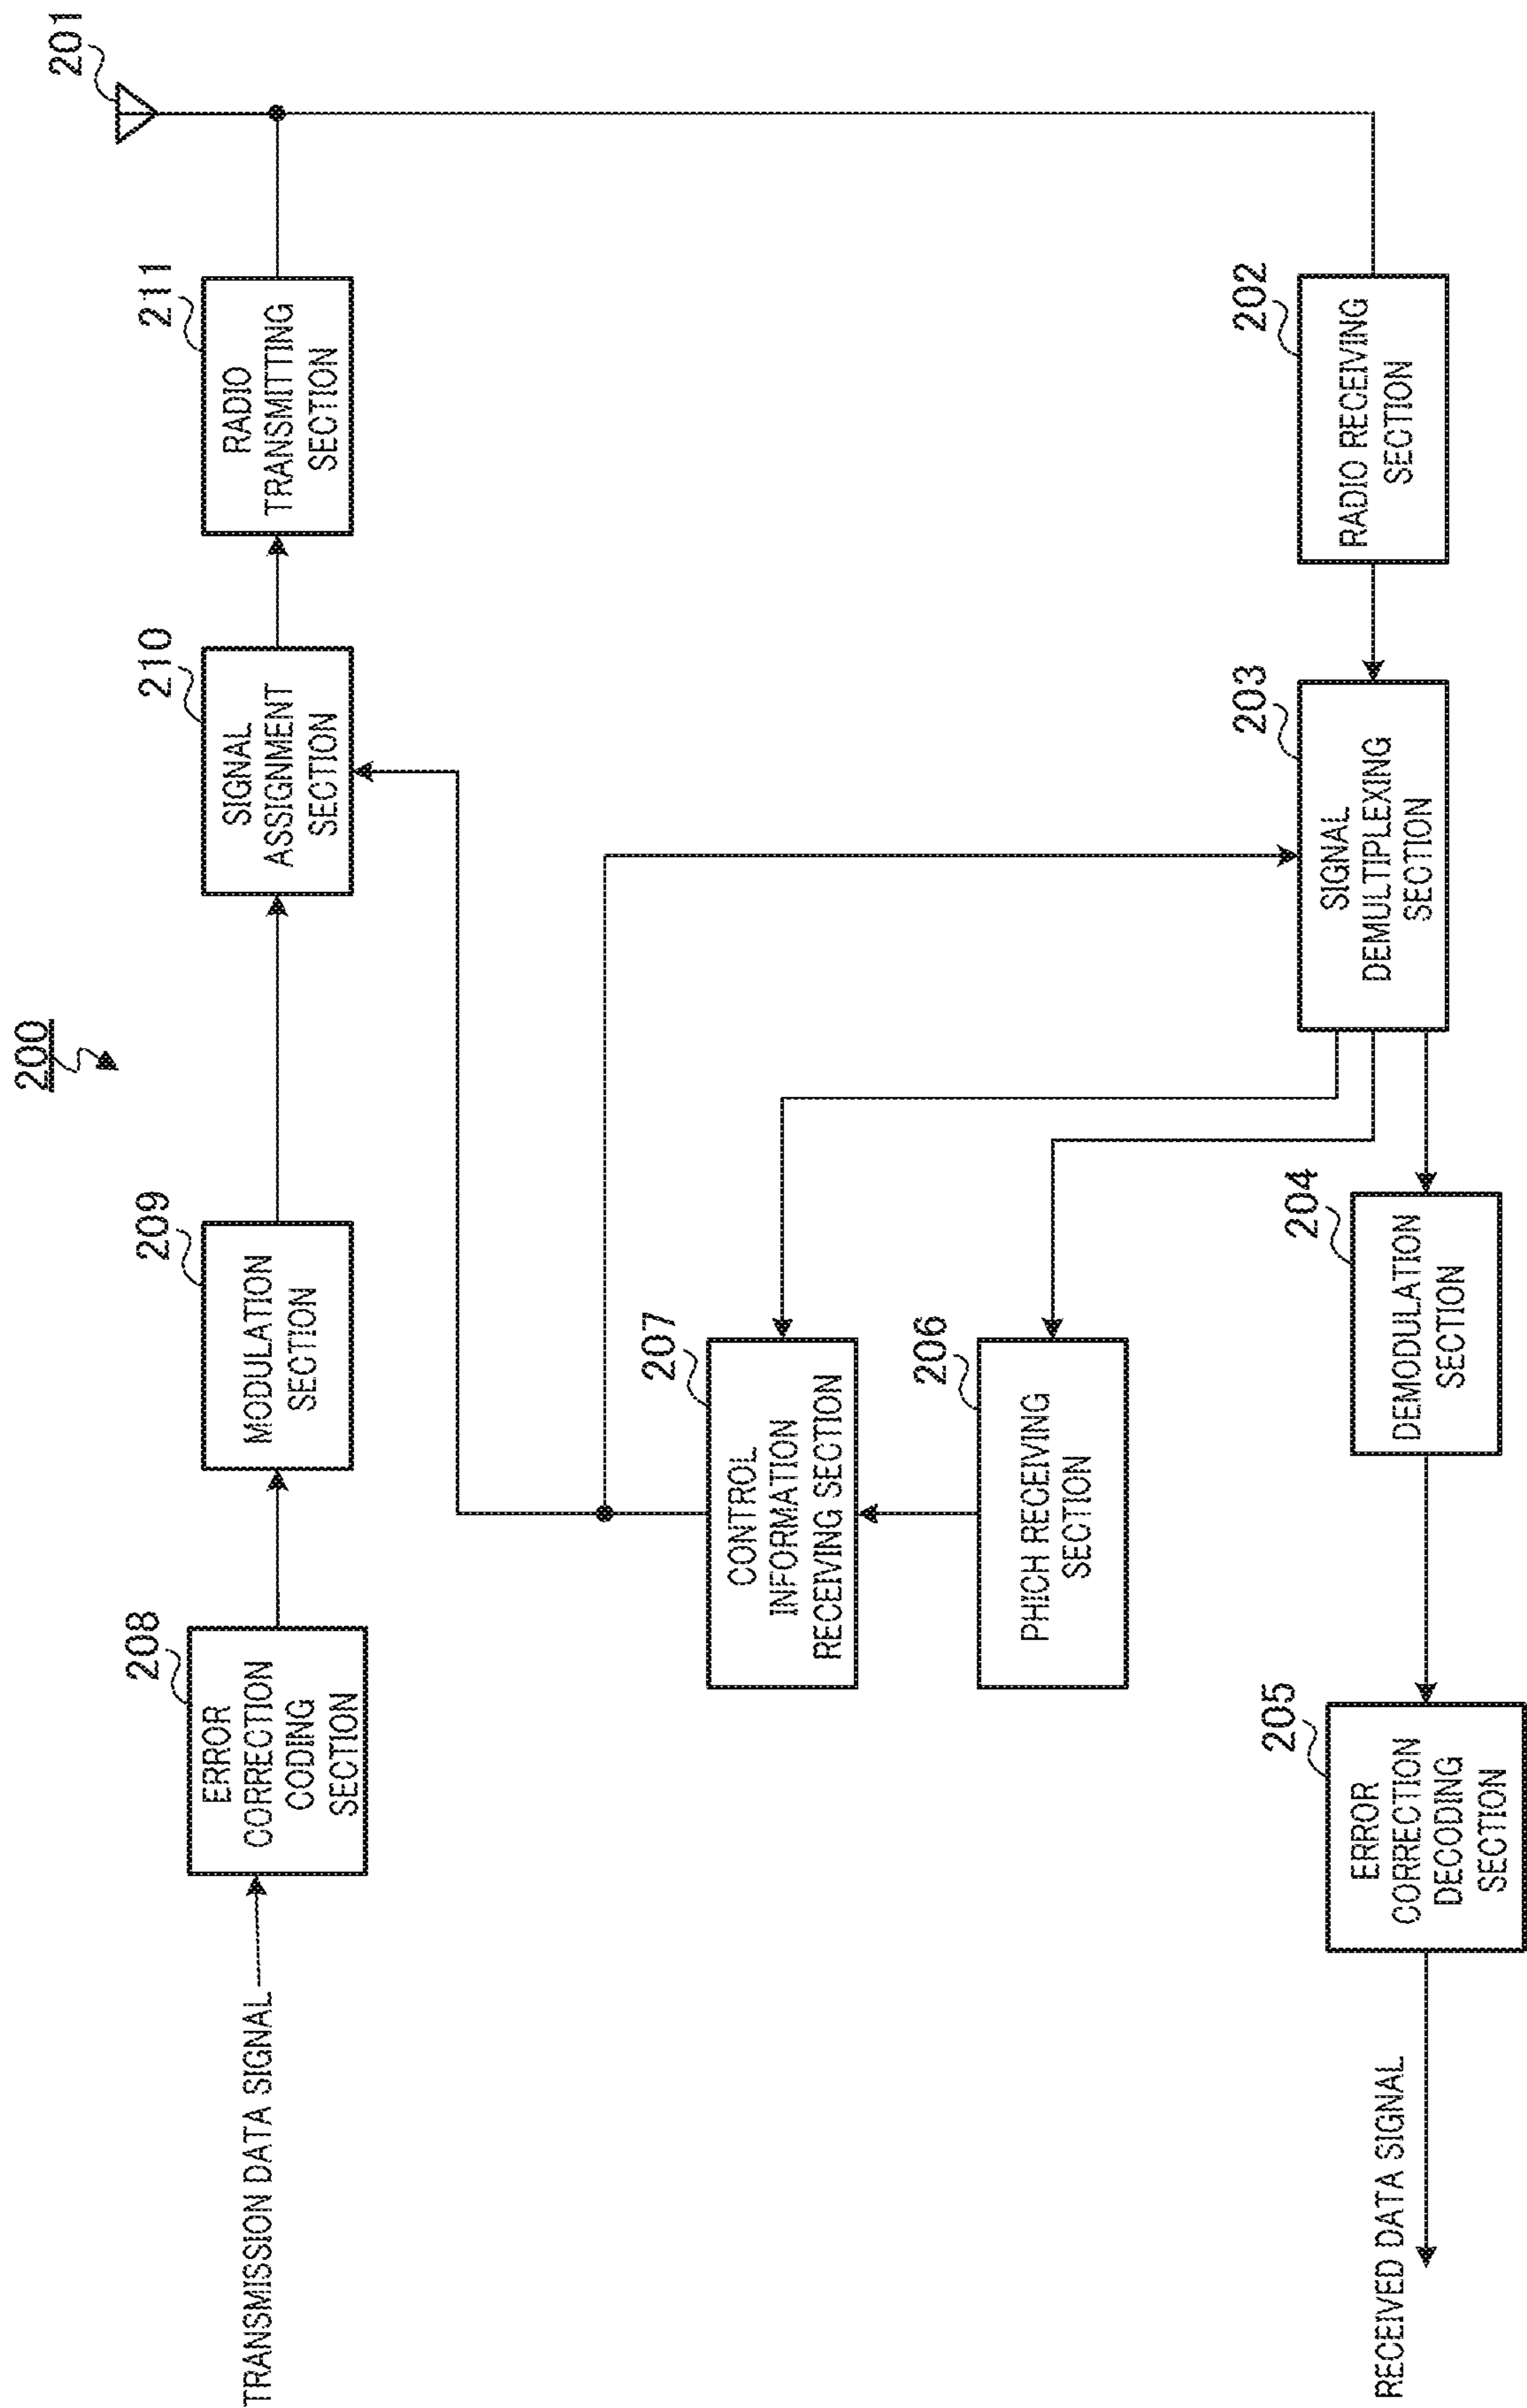 200
TRANSMISSION DATA SIGNAL
208
ERROR
CORRECTION
CODING
SECTION
209
MODULATION
SECTION
210
SIGNAL
ASSIGNMENT
SECTION
211
RADIO
TRANSMITTING
SECTION
201
207
CONTROL
INFORMATION
RECEIVING SECTION
206
PHICH RECEIVING
SECTION
RECEIVED DATA SIGNAL
205
ERROR
CORRECTION
DECODING
SECTION
204
DEMODULATION
SECTION
203
SIGNAL
DEMULTIPLEXING
SECTION
202
RADIO RECEIVING
SECTION